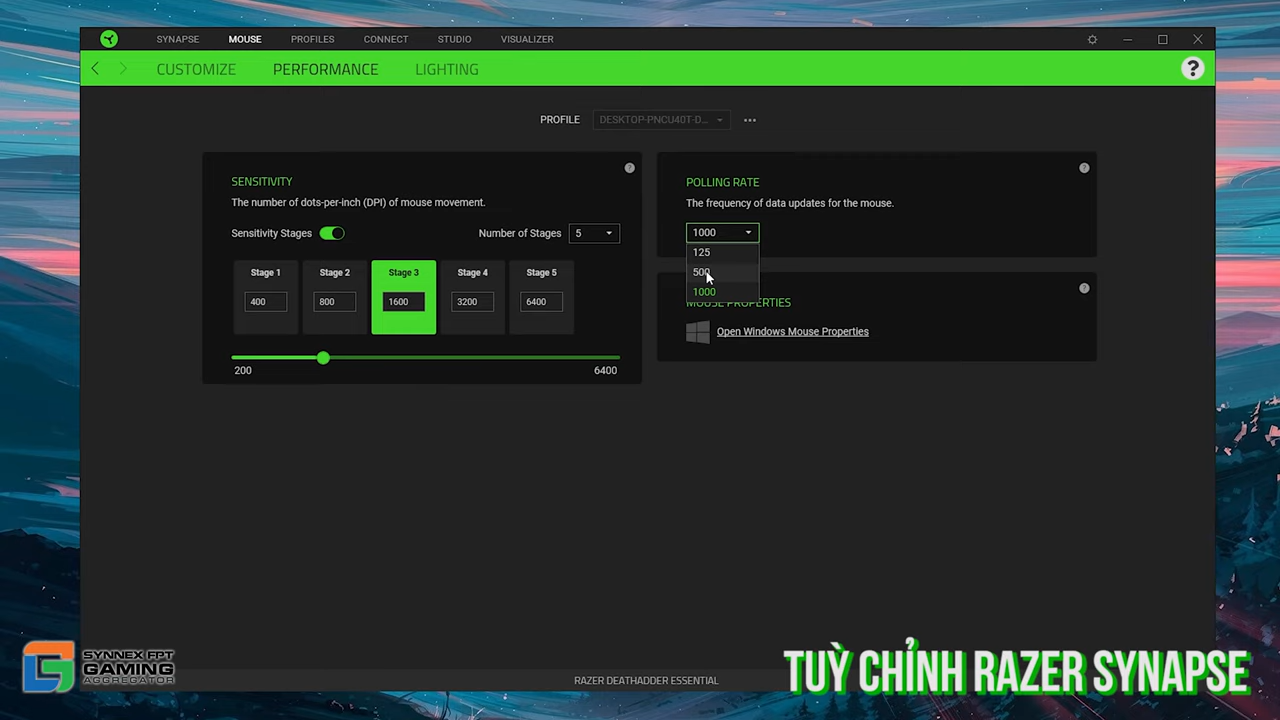 SYNAPSE MOUSE PROFILES CONNECT STUDIO VISUALIZER
CUSTOMIZE PERFORMANCE LIGHTING
?
PROFILE DESKTOP-PNCU40T-D...
SENSITIVITY
?
The number of dots-per-inch (DPI) of mouse movement.
Sensitivity Stages
Number of Stages 5
Stage 1 Stage 2 Stage 3 Stage 4 Stage 5
400 800 1600 3200 6400
200 6400
POLLING RATE
?
The frequency of data updates for the mouse.
1000
125
500
1000
MOUSE PROPERTIES
?
Open Windows Mouse Properties
SYNNEX FPT
GAMING
AGGREGATOR
RAZER DEATHADDER ESSENTIAL
TUỲ CHỈNH RAZER SYNAPSE